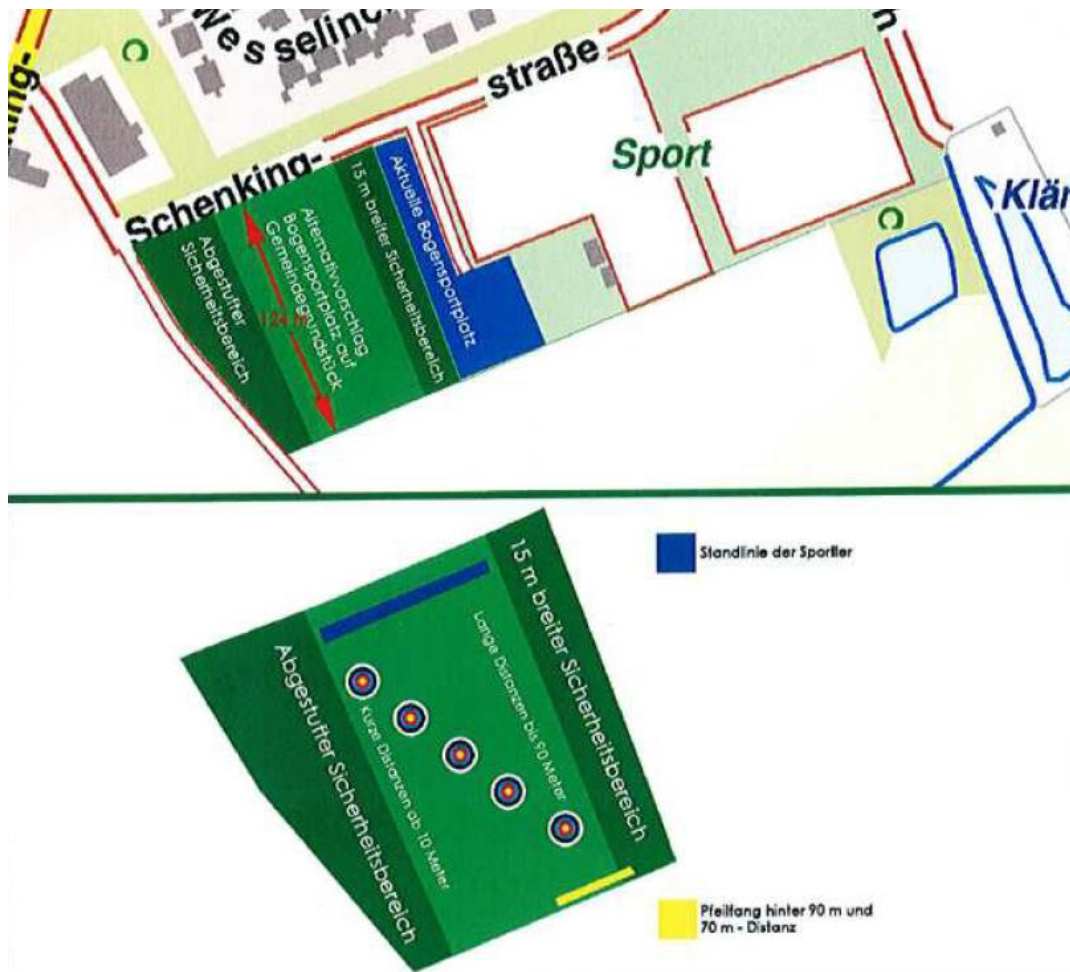 Wesselinc
king-
Schenking-
straße
n
C
Sport
C
Klär
Abgestufter
Sicherheitsbereich
Alternativvorschlag
Bogensportplatz auf
Gemeindegrundstück
124 m
15 m breiter Sicherheitsbereich
Aktuelle Bogensportplatz
Standlinie der Sportler
15 m breiter Sicherheitsbereich
Lange Distanzen bis 90 Meter
Kurze Distanzen ab 10 Meter
Abgestufter Sicherheitsbereich
Pfeilfang hinter 90 m und
70 m - Distanz